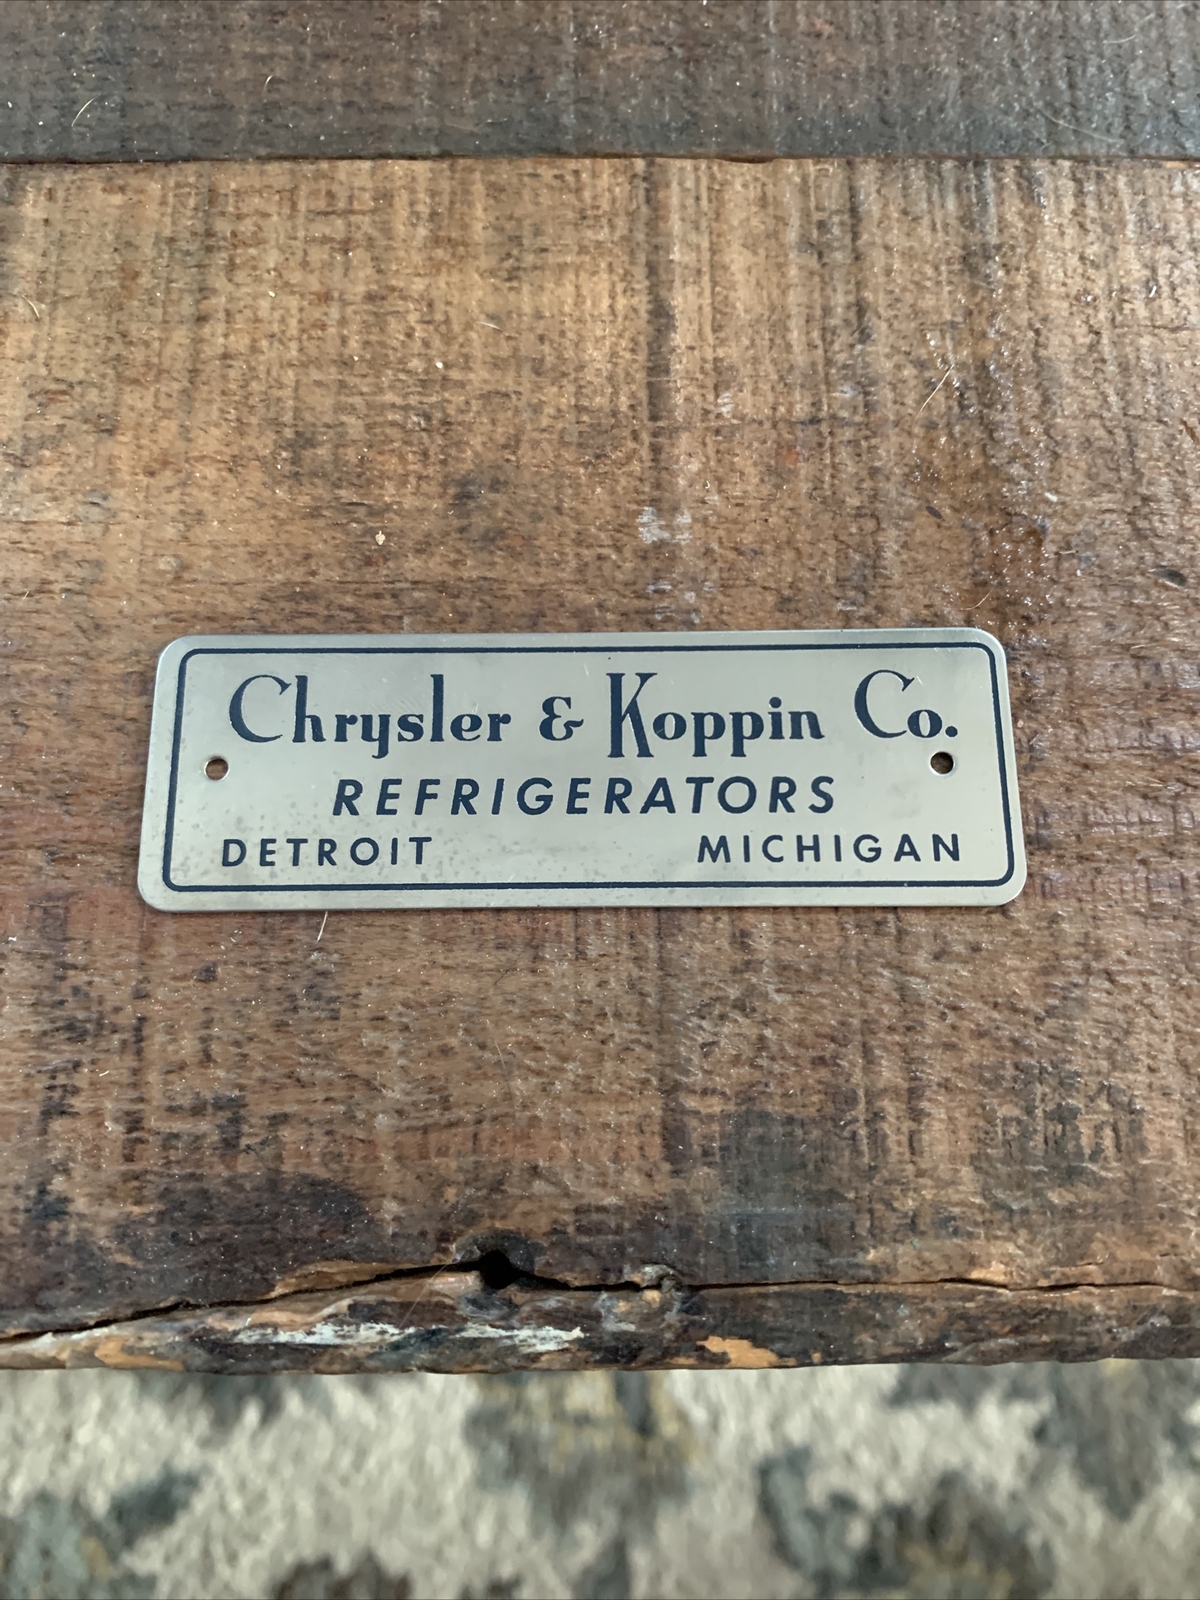 Chrysler & Koppin Co.
REFRIGERATORS
DETROIT MICHIGAN